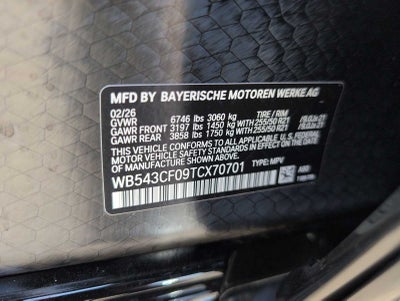 MFD BY BAYERISCHE MOTOREN WERKE AG
02/26 TIRE / RIM
GVWR 6746 lbs 3060 kg
GAWR FRONT 3197 lbs 1450 kg WITH 255/50 R21
GAWR REAR 3858 lbs 1750 kg WITH 255/50 R21
THIS VEHICLE CONFORMS TO ALL APPLICABLE
U.S. FEDERAL MOTOR VEHICLE SAFETY
STANDARDS IN EFFECT ON THE DATE OF
MANUFACTURE SHOWN ABOVE.
WB543CF09TCX70701 TYPE: MPV